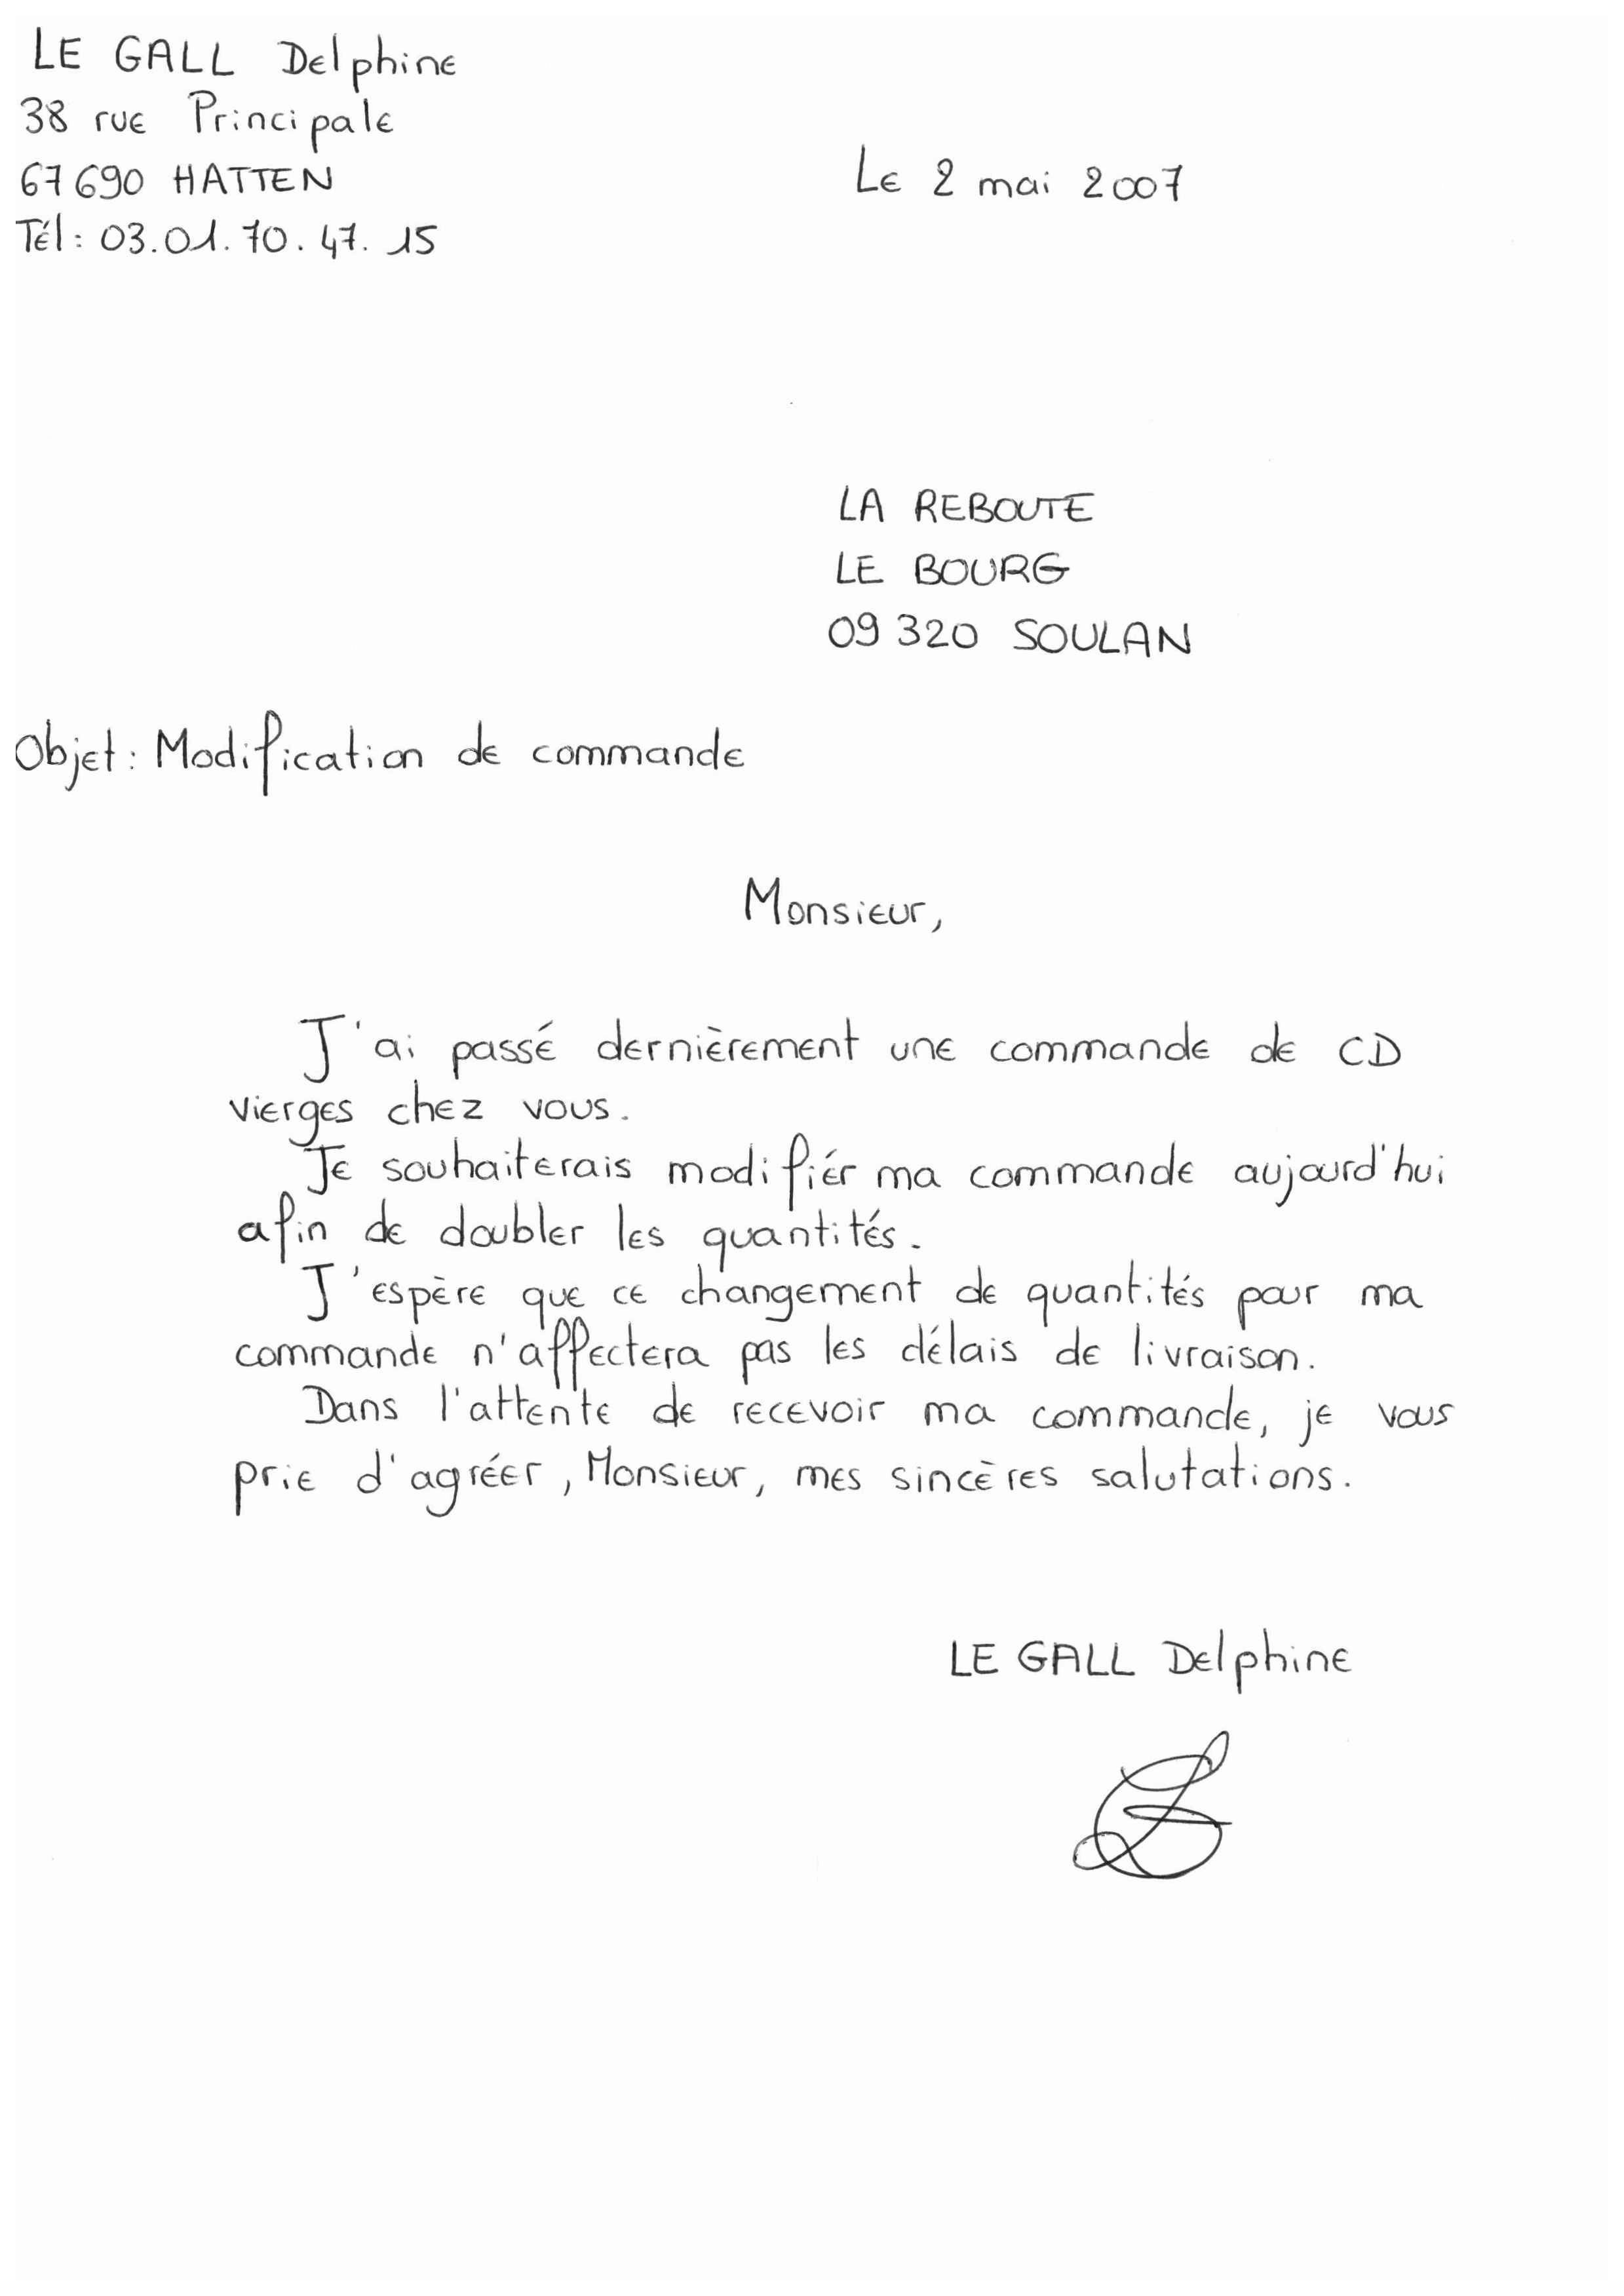 LE GALL Delphine
38 rue Principale
67690 HATTEN
Tél : 03.01.70.47.15
Le 2 mai 2007
LA REBOUTE
LE BOURG
09320 SOULAN
Objet : Modification de commande
Monsieur,
J'ai passé dernièrement une commande de CD
vierges chez vous.
Je souhaiterais modifiér ma commande aujourd'hui
afin de doubler les quantités.
J'espère que ce changement de quantités pour ma
commande n'affectera pas les délais de livraison.
Dans l'attente de recevoir ma commande, je vous
prie d'agréer, Monsieur, mes sincères salutations.
LE GALL Delphine